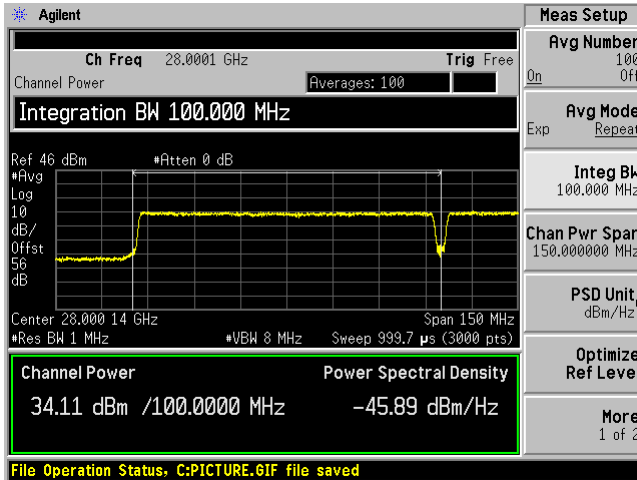 Agilent
Ch Freq 28.0001 GHz Trig Free
Channel Power Averages: 100
Integration BW 100.000 MHz
Ref 46 dBm #Atten 0 dB
#Avg
Log
10
dB/
Offst
56
dB
Center 28.000 14 GHz Span 150 MHz
#Res BW 1 MHz #VBW 8 MHz Sweep 999.7 µs (3000 pts)
Channel Power Power Spectral Density
34.11 dBm /100.0000 MHz -45.89 dBm/Hz
File Operation Status, C:PICTURE.GIF file saved
Meas Setup
Avg Number
100
On Off
Avg Mode
Exp Repeat
Integ BW
100.000 MHz
Chan Pwr Span
150.000000 MHz
PSD Unit
dBm/Hz
Optimize
Ref Level
More
1 of 2